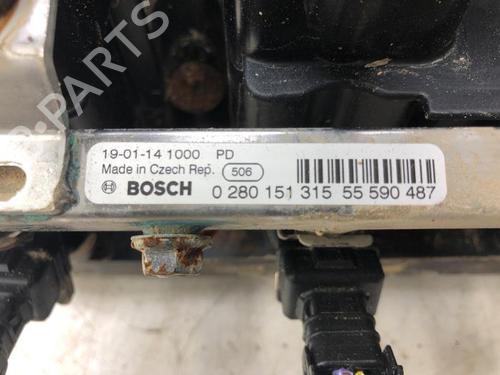 B-PARTS
19-01-14 1000 PD
Made in Czech Rep. 506
BOSCH 0 280 151 315 55 590 487